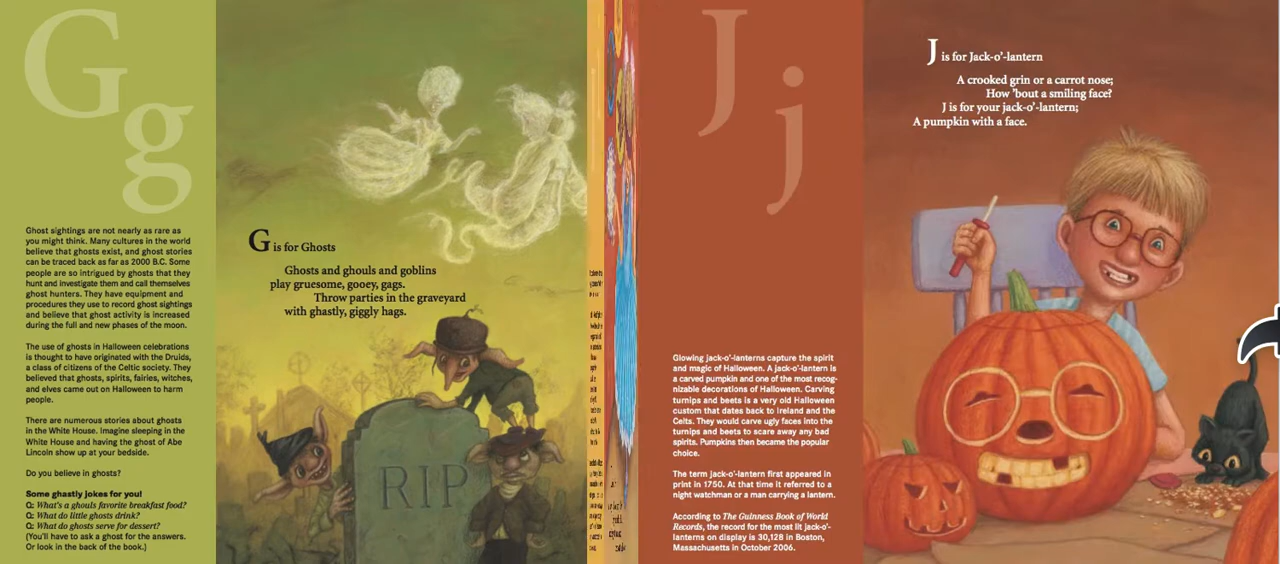 G
g
Ghost sightings are not nearly as rare as
you might think. Many cultures in the world
believe that ghosts exist, and ghost stories
can be traced back as far as 2000 B.C. Some
people are so intrigued by ghosts that they
hunt and investigate them and call themselves
ghost hunters. They have equipment and
procedures they use to record ghost sightings
and believe that ghost activity is increased
during the full and new phases of the moon.
The use of ghosts in Halloween celebrations
is thought to have originated with the Druids,
a class of citizens of the Celtic society. They
believed that ghosts, spirits, fairies, witches,
and elves came out on Halloween to harm
people.
There are numerous stories about ghosts
in the White House. Imagine sleeping in the
White House and having the ghost of Abe
Lincoln show up at your bedside.
Do you believe in ghosts?
Some ghastly jokes for you!
Q: What's a ghouls favorite breakfast food?
Q: What do little ghosts drink?
Q: What do ghosts serve for dessert?
(You'll have to ask a ghost for the answers.
Or look in the back of the book.)
G is for Ghosts
Ghosts and ghouls and goblins
play gruesome, gooey, gags.
Throw parties in the graveyard
with ghastly, giggly hags.
RIP
J
j
Glowing jack-o'-lanterns capture the spirit
and magic of Halloween. A jack-o'-lantern is
a carved pumpkin and one of the most recog-
nizable decorations of Halloween. Carving
turnips and beets is a very old Halloween
custom that dates back to Ireland and the
Celts. They would carve ugly faces into the
turnips and beets to scare away any bad
spirits. Pumpkins then became the popular
choice.
The term jack-o'-lantern first appeared in
print in 1750. At that time it referred to a
night watchman or a man carrying a lantern.
According to The Guinness Book of World
Records, the record for the most lit jack-o'-
lanterns on display is 30,128 in Boston,
Massachusetts in October 2006.
J is for Jack-o'-lantern
A crooked grin or a carrot nose;
How 'bout a smiling face?
J is for your jack-o'-lantern;
A pumpkin with a face.